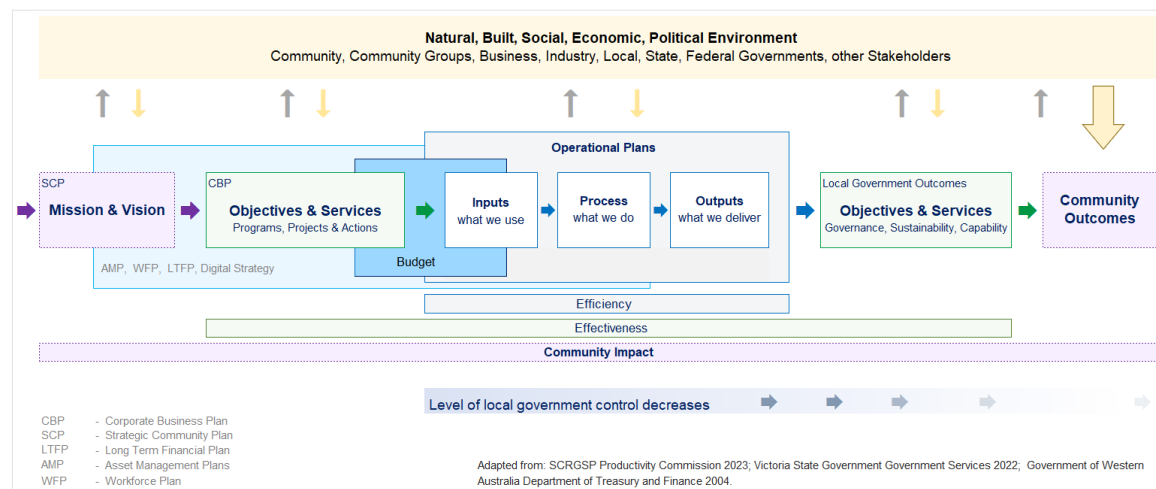 Natural, Built, Social, Economic, Political Environment
Community, Community Groups, Business, Industry, Local, State, Federal Governments, other Stakeholders
Operational Plans
SCP
Mission & Vision
CBP
Objectives & Services
Programs, Projects & Actions
Inputs
what we use
Process
what we do
Outputs
what we deliver
Local Government Outcomes
Objectives & Services
Governance, Sustainability, Capability
Community
Outcomes
Budget
AMP, WFP, LTFP, Digital Strategy
Efficiency
Effectiveness
Community Impact
Level of local government control decreases
CBP - Corporate Business Plan
SCP - Strategic Community Plan
LTFP - Long Term Financial Plan
AMP - Asset Management Plans
WFP - Workforce Plan
Adapted from: SCRGSP Productivity Commission 2023; Victoria State Government Government Services 2022; Government of Western
Australia Department of Treasury and Finance 2004.